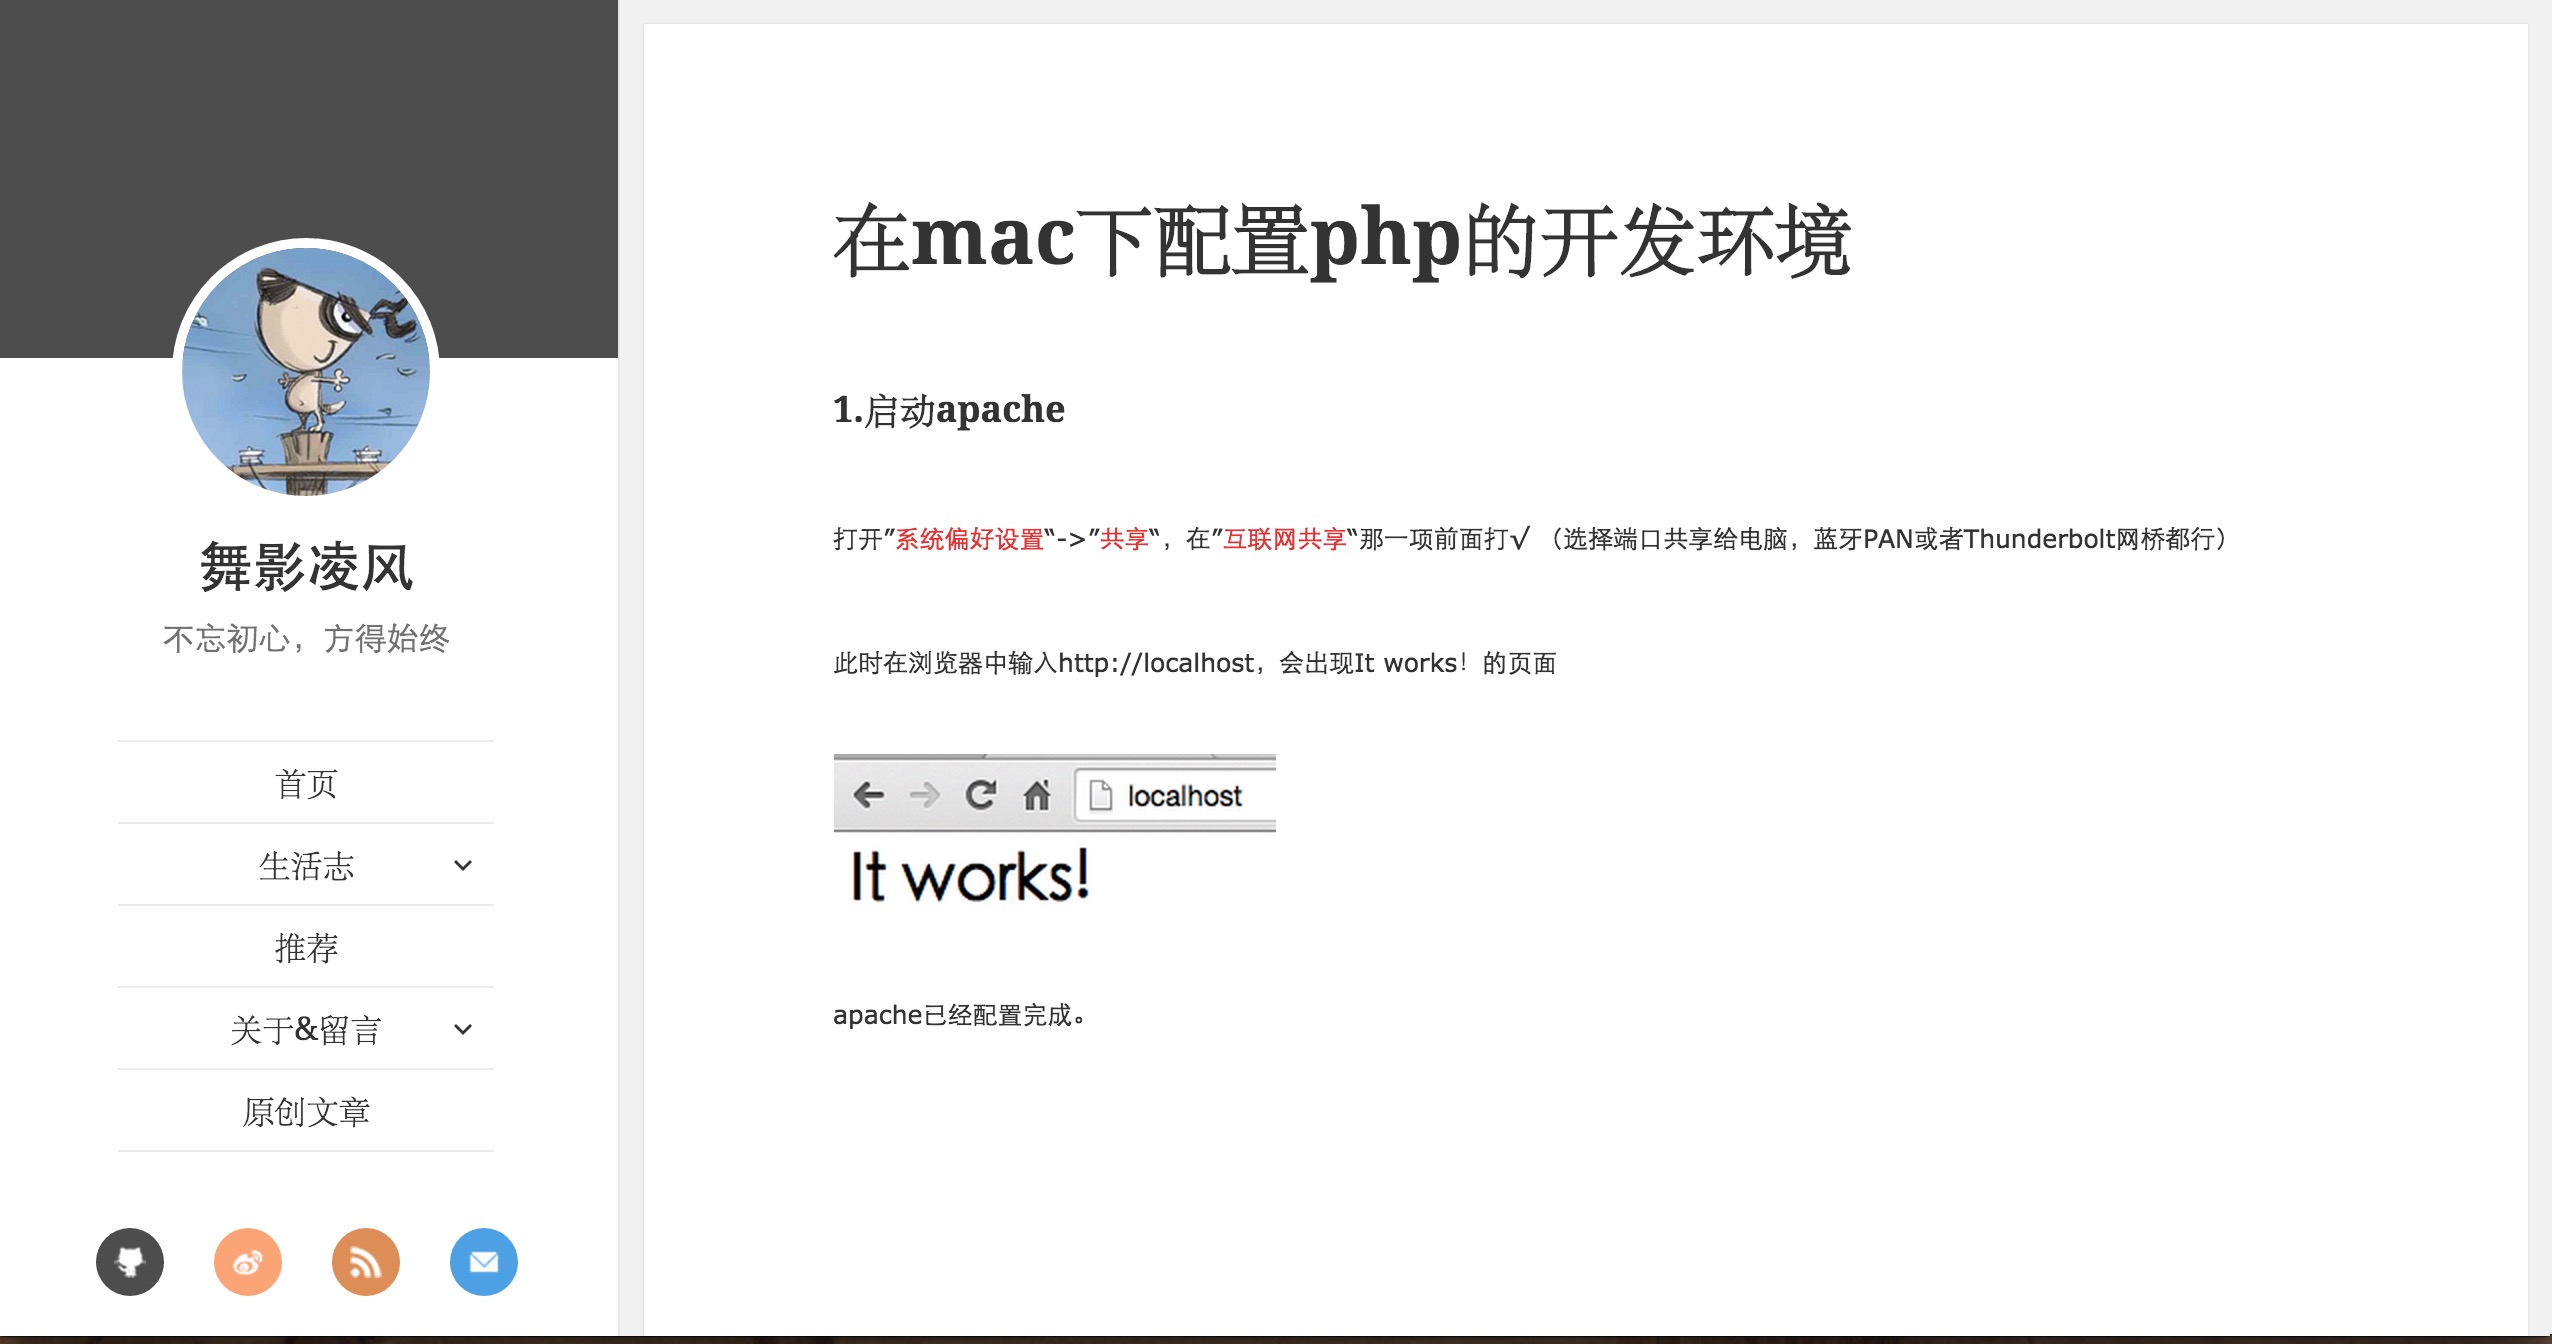 舞影凌风
不忘初心，方得始终
首页
生活志
推荐
关于&留言
原创文章
在mac下配置php的开发环境
1.启动apache
打开”系统偏好设置“->”共享“，在”互联网共享“那一项前面打√ （选择端口共享给电脑，蓝牙PAN或者Thunderbolt网桥都行）
此时在浏览器中输入http://localhost，会出现It works！的页面
localhost
It works!
apache已经配置完成。